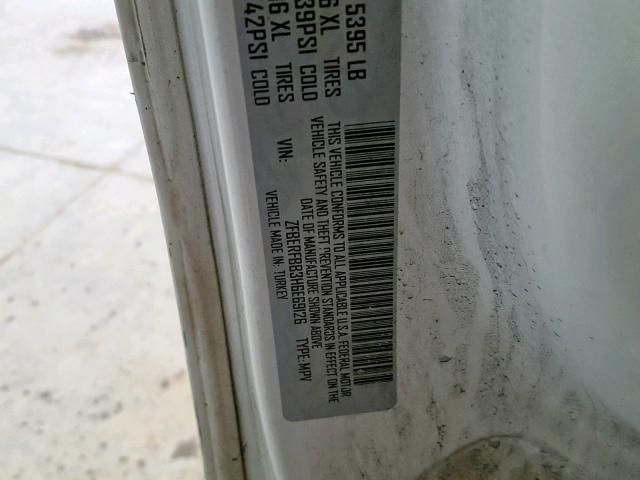 5395 LB
6 XL TIRES
39PSI COLD
16 XL TIRES
42PSI COLD
THIS VEHICLE CONFORMS TO ALL APPLICABLE U.S.A. FEDERAL MOTOR
VEHICLE SAFETY AND THEFT PREVENTION STANDARDS IN EFFECT ON THE
DATE OF MANUFACTURE SHOWN ABOVE
VIN: ZFBERFBB3H6E69126 TYPE: MPV
VEHICLE MADE IN: TURKEY